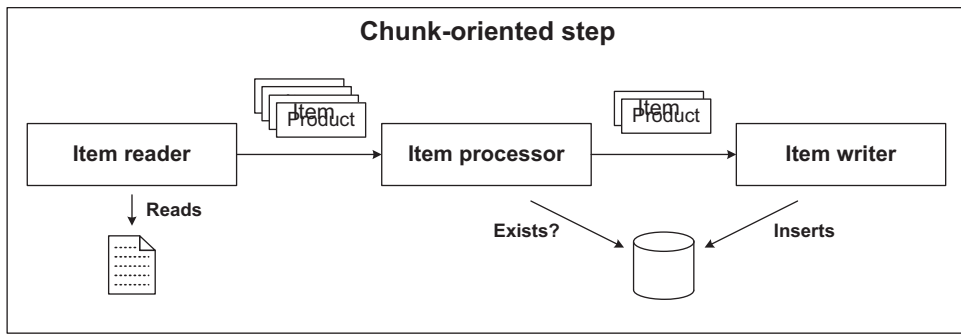 Chunk-oriented step
Item
Product
Item
Product
Item reader
Item processor
Item writer
Reads
Exists?
Inserts